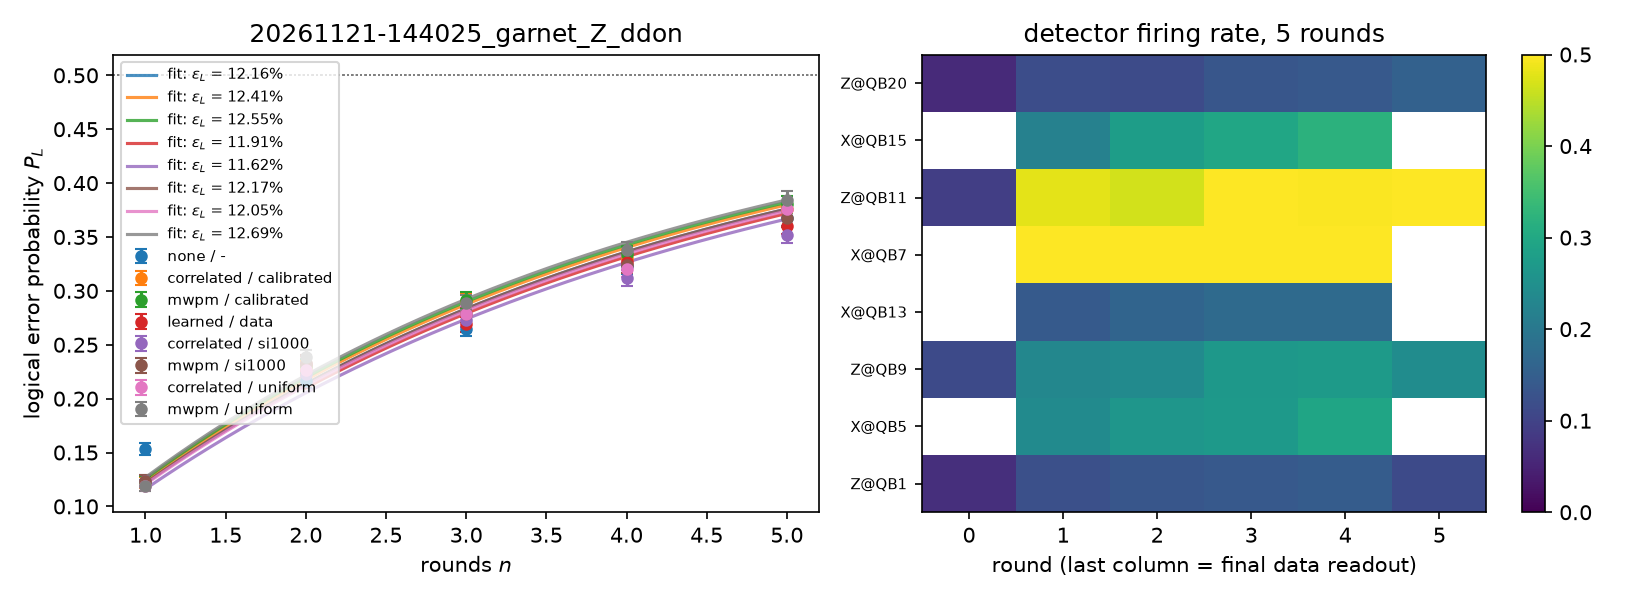 20261121-144025_garnet_Z_ddon
logical error probability P_L
0.50
0.45
0.40
0.35
0.30
0.25
0.20
0.15
0.10
fit: ε_L = 12.16%
fit: ε_L = 12.41%
fit: ε_L = 12.55%
fit: ε_L = 11.91%
fit: ε_L = 11.62%
fit: ε_L = 12.17%
fit: ε_L = 12.05%
fit: ε_L = 12.69%
none / -
correlated / calibrated
mwpm / calibrated
learned / data
correlated / si1000
mwpm / si1000
correlated / uniform
mwpm / uniform
1.0 1.5 2.0 2.5 3.0 3.5 4.0 4.5 5.0
rounds n
detector firing rate, 5 rounds
Z@QB20
X@QB15
Z@QB11
X@QB7
X@QB13
Z@QB9
X@QB5
Z@QB1
0 1 2 3 4 5
round (last column = final data readout)
0.5
0.4
0.3
0.2
0.1
0.0